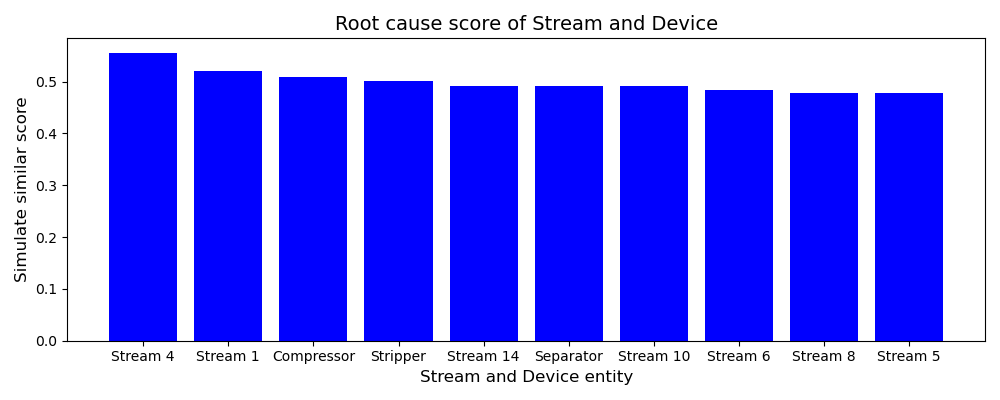 Root cause score of Stream and Device
Simulate similar score
0.5
0.4
0.3
0.2
0.1
0.0
Stream 4 Stream 1 Compressor Stripper Stream 14 Separator Stream 10 Stream 6 Stream 8 Stream 5
Stream and Device entity